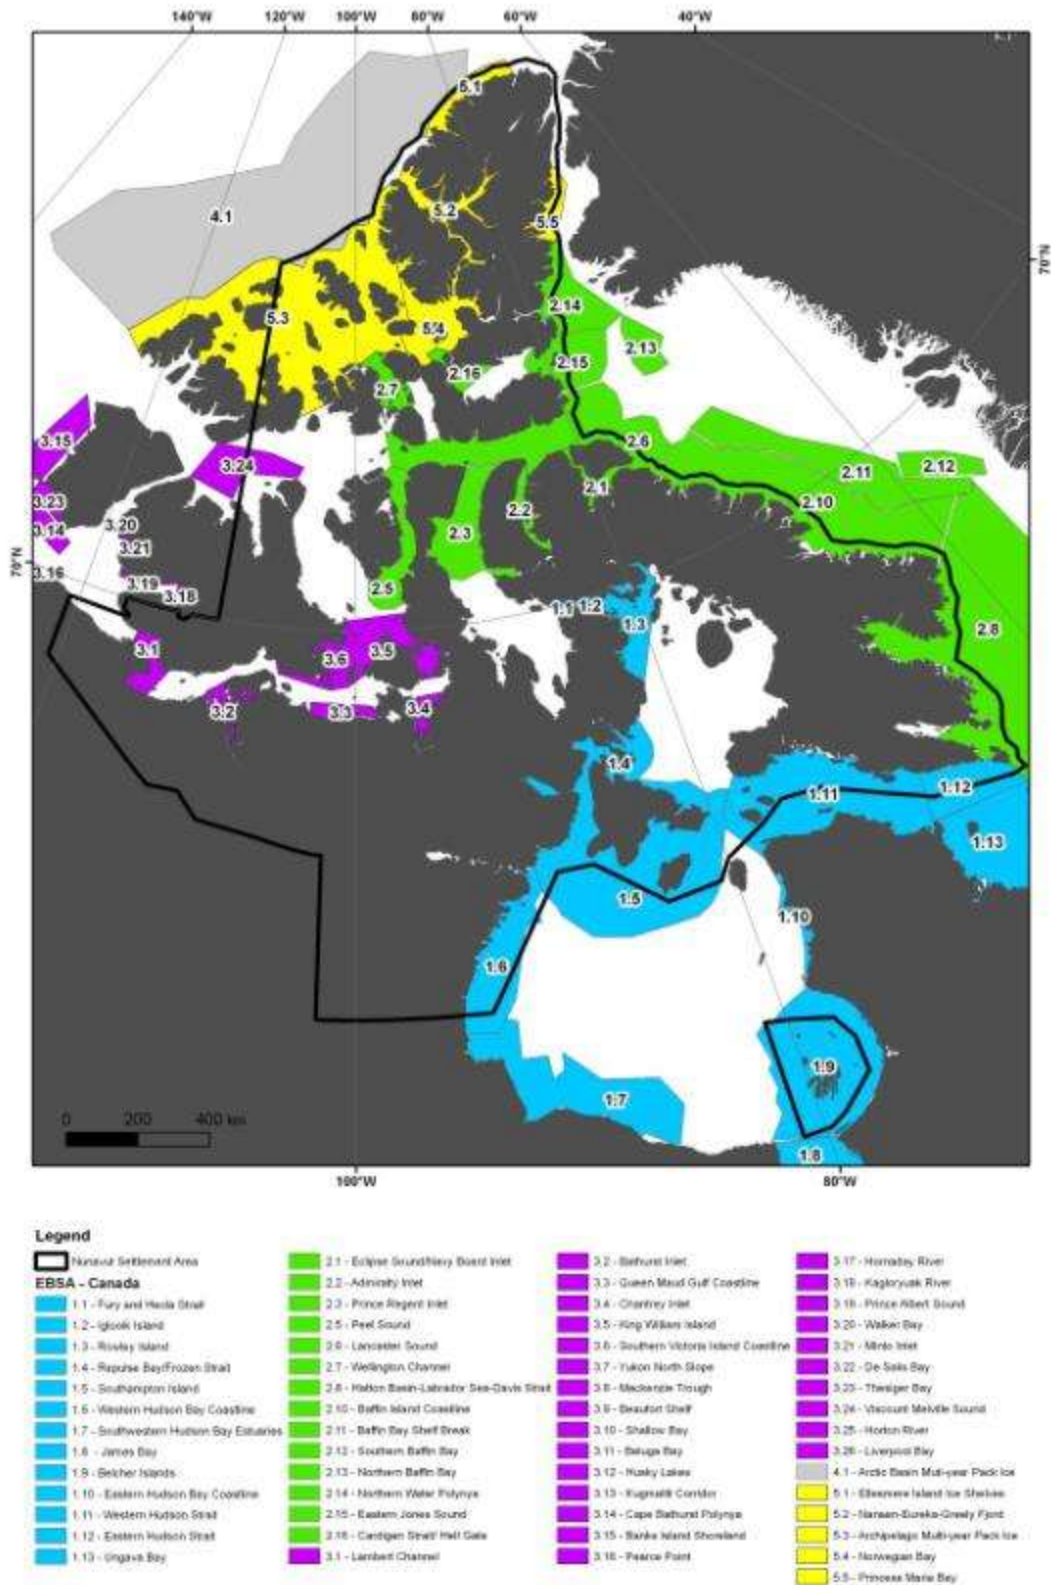 140°W 120°W 100°W 80°W 60°W 40°W
5.1
4.1
5.2
5.5
70°N
5.3
5.4
2.14
2.13
2.15
2.16
2.7
3.15
3.24
2.6
2.11
2.12
2.1
3.23
2.2
2.10
3.14
3.20
2.3
3.21
70°N
3.16
3.19
3.18
2.5
1.1
1.2
1.3
2.8
3.1
3.6
3.5
3.2
3.3
3.4
1.4
1.11
1.12
1.13
1.5
1.10
1.6
1.9
1.7
1.8
0 200 400 km
100°W 80°W
Legend
Nunavut Settlement Area
EBSA - Canada
1.1 - Fury and Hecla Strait
1.2 - Igloolik Island
1.3 - Rowley Island
1.4 - Repulse Bay/Frozen Strait
1.5 - Southampton Island
1.6 - Western Hudson Bay Coastline
1.7 - Southwestern Hudson Bay Estuaries
1.8 - James Bay
1.9 - Belcher Islands
1.10 - Eastern Hudson Bay Coastline
1.11 - Western Hudson Strait
1.12 - Eastern Hudson Strait
1.13 - Ungava Bay
2.1 - Eclipse Sound/Navy Board Inlet
2.2 - Admiralty Inlet
2.3 - Prince Regent Inlet
2.5 - Peel Sound
2.6 - Lancaster Sound
2.7 - Wellington Channel
2.8 - Hatton Basin-Labrador Sea-Davis Strait
2.10 - Baffin Island Coastline
2.11 - Baffin Bay Shelf Break
2.12 - Southern Baffin Bay
2.13 - Northern Baffin Bay
2.14 - Northern Water Polynya
2.15 - Eastern Jones Sound
2.16 - Cardigan Strait/ Hell Gate
3.1 - Lambert Channel
3.2 - Bathurst Inlet
3.3 - Queen Maud Gulf Coastline
3.4 - Chantrey Inlet
3.5 - King William Island
3.6 - Southern Victoria Island Coastline
3.7 - Yukon North Slope
3.8 - Mackenzie Trough
3.9 - Beaufort Shelf
3.10 - Shallow Bay
3.11 - Beluga Bay
3.12 - Husky Lakes
3.13 - Kugmallit Corridor
3.14 - Cape Bathurst Polynya
3.15 - Banks Island Shoreland
3.16 - Pearce Point
3.17 - Hornaday River
3.18 - Kagloryuak River
3.19 - Prince Albert Sound
3.20 - Walker Bay
3.21 - Minto Inlet
3.22 - De Salis Bay
3.23 - Thesiger Bay
3.24 - Viscount Melville Sound
3.25 - Horton River
3.26 - Liverpool Bay
4.1 - Arctic Basin Muti-year Pack Ice
5.1 - Ellesmere Island Ice Shelves
5.2 - Nansen-Eureka-Greely Fjord
5.3 - Archipelago Multi-year Pack Ice
5.4 - Norwegian Bay
5.5 - Princess Maria Bay